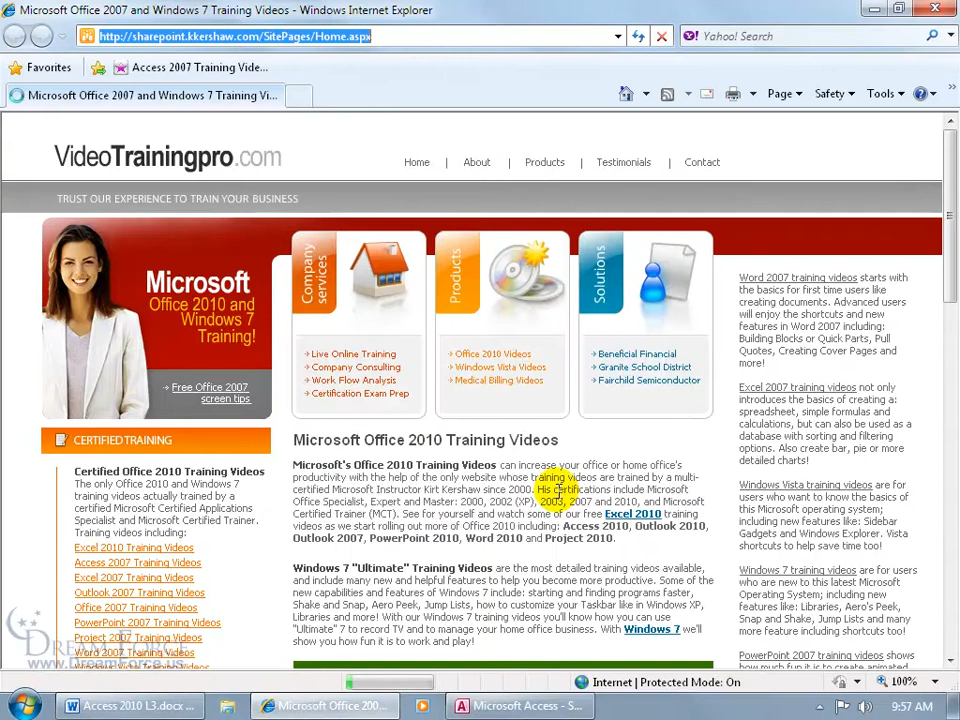 Microsoft Office 2007 and Windows 7 Training Videos - Windows Internet Explorer
http://sharepoint.kkershaw.com/SitePages/Home.aspx
Yahoo! Search
Favorites
Access 2007 Training Vide...
Microsoft Office 2007 and Windows 7 Training Vi...
Page
Safety
Tools
VideoTrainingpro.com
Home | About | Products | Testimonials | Contact
TRUST OUR EXPERIENCE TO TRAIN YOUR BUSINESS
Microsoft
Office 2010 and
Windows 7
Training!
Free Office 2007
screen tips
Company
services
Live Online Training
Company Consulting
Work Flow Analysis
Certification Exam Prep
Products
Office 2010 Videos
Windows Vista Videos
Medical Billing Videos
Solutions
Beneficial Financial
Granite School District
Fairchild Semiconductor
CERTIFIED TRAINING
Certified Office 2010 Training Videos
The only Office 2010 and Windows 7
training videos actually trained by a
certified Microsoft Certified Applications
Specialist and Microsoft Certified Trainer.
Training videos including:
Excel 2010 Training Videos
Access 2007 Training Videos
Excel 2007 Training Videos
Outlook 2007 Training Videos
Office 2007 Training Videos
PowerPoint 2007 Training Videos
Project 2007 Training Videos
Word 2007 Training Videos
Windows Vista Training Videos
Microsoft Office 2010 Training Videos
Microsoft's Office 2010 Training Videos can increase your office or home office's
productivity with the help of the only website whose training videos are trained by a multi-
certified Microsoft Instructor Kirt Kershaw since 2000. His certifications include Microsoft
Office Specialist, Expert and Master: 2000, 2002 (XP), 2003, 2007 and 2010, and Microsoft
Certified Trainer (MCT). See for yourself and watch some of our free Excel 2010 training
videos as we start rolling out more of Office 2010 including: Access 2010, Outlook 2010,
Outlook 2007, PowerPoint 2010, Word 2010 and Project 2010.
Windows 7 "Ultimate" Training Videos are the most detailed training videos available,
and include many new and helpful features to help you become more productive. Some of the
new capabilities and features of Windows 7 include: starting and finding programs faster,
Shake and Snap, Aero Peek, Jump Lists, how to customize your Taskbar like in Windows XP,
Libraries and more! With our Windows 7 training videos you'll know how you can use
"Ultimate" 7 to record TV and to manage your home office business. With Windows 7 we'll
show you how fun it is to work and play!
Word 2007 training videos starts with
the basics for first time users like
creating documents. Advanced users
will enjoy the shortcuts and new
features in Word 2007 including:
Building Blocks or Quick Parts, Pull
Quotes, Creating Cover Pages and
more!
Excel 2007 training videos not only
introduces the basics of creating a:
spreadsheet, simple formulas and
calculations, but can also be used as a
database with sorting and filtering
options. Also create bar, pie or more
detailed charts!
Windows Vista training videos are for
users who want to know the basics of
this Microsoft operating system;
including new features like: Sidebar
Gadgets and Windows Explorer. Vista
shortcuts to help save time too!
Windows 7 training videos are for users
who are new to this latest Microsoft
Operating System; including new
features like: Libraries, Aero's Peek,
Snap and Shake, Jump Lists and many
more feature including shortcuts too!
PowerPoint 2007 training videos shows
how much fun it is to create animated
DREAM FORCE
www.DreamForce.us
Internet | Protected Mode: On
100%
Access 2010 L3.docx ...
Microsoft Office 200...
Microsoft Access - S...
9:57 AM